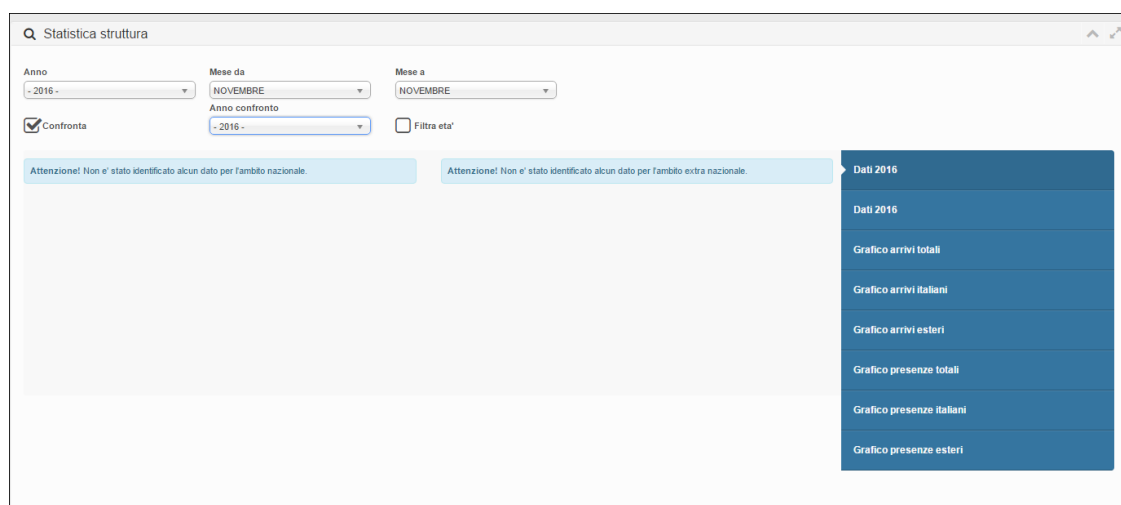 Statistica struttura
Anno
Mese da
Mese a
- 2016 -
NOVEMBRE
NOVEMBRE
Anno confronto
Confronta
- 2016 -
Filtra eta'
Attenzione! Non e' stato identificato alcun dato per l'ambito nazionale.
Attenzione! Non e' stato identificato alcun dato per l'ambito extra nazionale.
Dati 2016
Dati 2016
Grafico arrivi totali
Grafico arrivi italiani
Grafico arrivi esteri
Grafico presenze totali
Grafico presenze italiani
Grafico presenze esteri